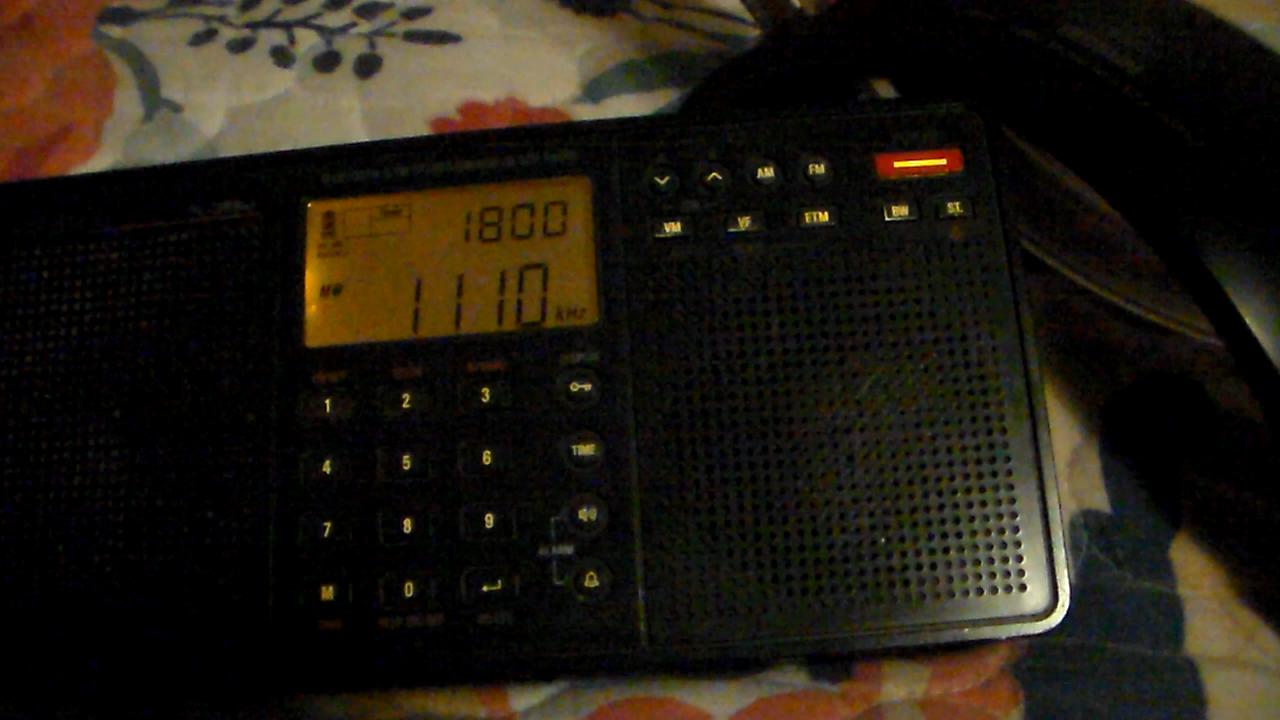 AM FM
VM VF ETM BW ST.
1800
MW 1110 kHz
1 2 3
4 5 6 TIME
7 8 9
ALARM
M 0